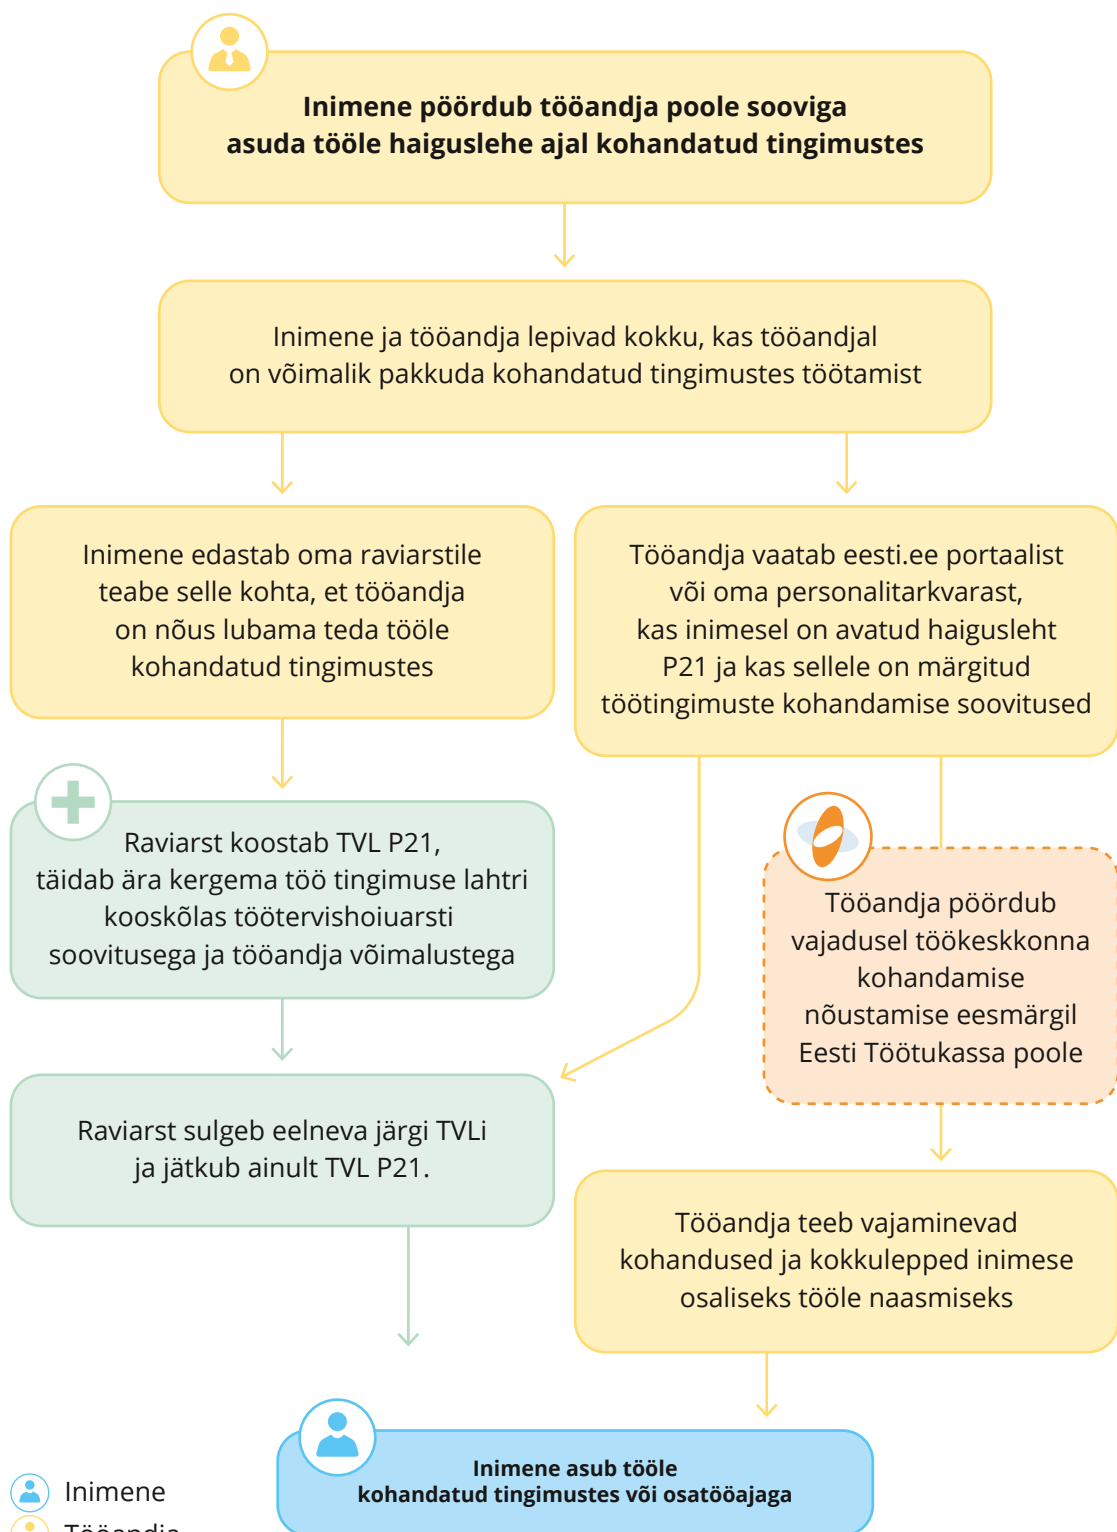 Inimene pöördub tööandja poole sooviga
asuda tööle haiguslehe ajal kohandatud tingimustes
Inimene ja tööandja lepivad kokku, kas tööandjal
on võimalik pakkuda kohandatud tingimustes töötamist
Inimene edastab oma raviarstile
teabe selle kohta, et tööandja
on nõus lubama teda tööle
kohandatud tingimustes
Tööandja vaatab eesti.ee portaalist
või oma personalitarkvarast,
kas inimesel on avatud haigusleht
P21 ja kas sellele on märgitud
töötingimuste kohandamise soovitused
Raviarst koostab TVL P21,
täidab ära kergema töö tingimuse lahtri
kooskõlas töötervishoiuarsti
soovitusega ja tööandja võimalustega
Tööandja pöördub
vajadusel töökeskkonna
kohandamise
nõustamise eesmärgil
Eesti Töötukassa poole
Raviarst sulgeb eelneva järgi TVLi
ja jätkub ainult TVL P21.
Tööandja teeb vajaminevad
kohandused ja kokkulepped inimese
osaliseks tööle naasmiseks
Inimene asub tööle
kohandatud tingimustes või osatööajaga
Inimene
Tööandja